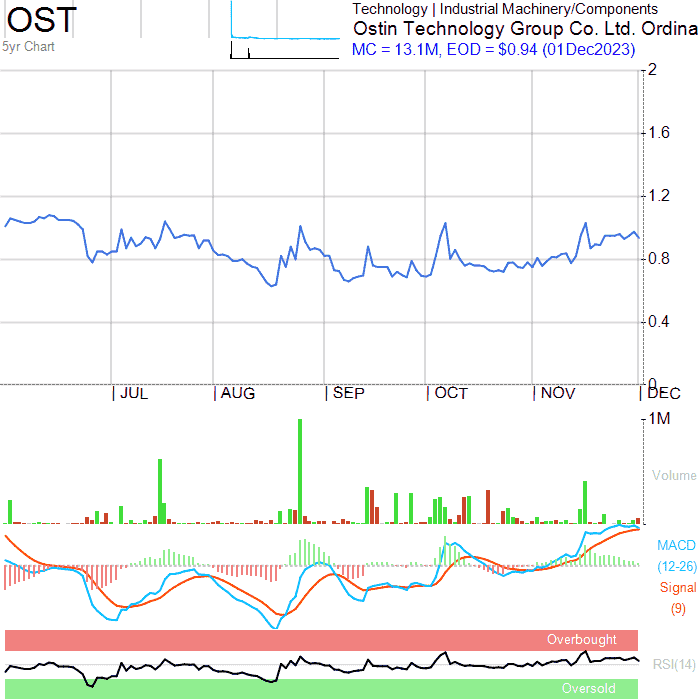 OST
5yr Chart
Technology | Industrial Machinery/Components
Ostin Technology Group Co. Ltd. Ordina
MC = 13.1M, EOD = $0.94 (01Dec2023)
2
1.6
1.2
0.8
0.4
0
JUL
AUG
SEP
OCT
NOV
DEC
1M
Volume
MACD
(12-26)
Signal
(9)
Overbought
RSI(14)
Oversold